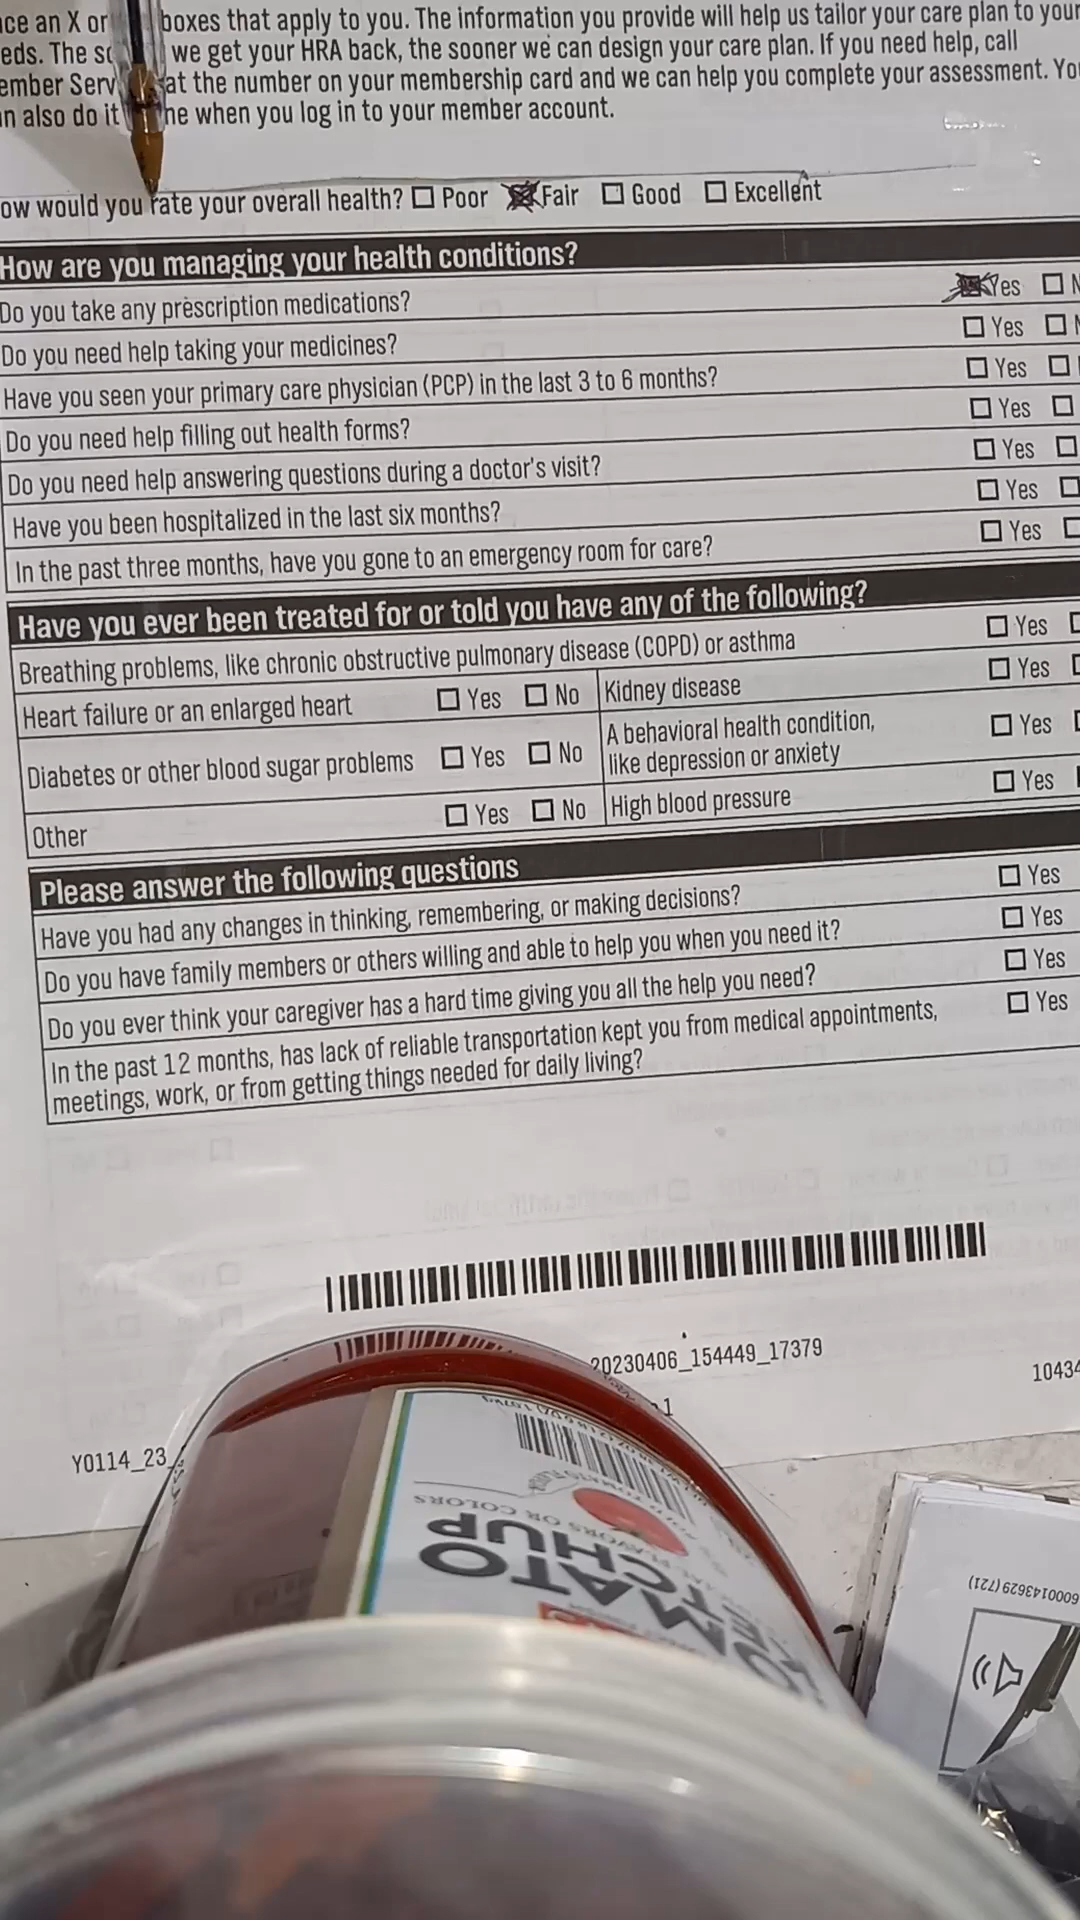 an X or boxes that apply to you. The information you provide will help us tailor your care plan to your
we get your HRA back, the sooner we can design your care plan. If you need help, call
at the number on your membership card and we can help you complete your assessment.
also do it when you log in to your member account.
would you rate your overall health? ☐ Poor ☒ Fair ☐ Good ☐ Excellent
How are you managing your health conditions?
Do you take any prescription medications? ☒ Yes ☐
Do you need help taking your medicines? ☐ Yes ☐
Have you seen your primary care physician (PCP) in the last 3 to 6 months? ☐ Yes ☐
Do you need help filling out health forms? ☐ Yes ☐
Do you need help answering questions during a doctor's visit? ☐ Yes ☐
Have you been hospitalized in the last six months? ☐ Yes ☐
In the past three months, have you gone to an emergency room for care? ☐ Yes ☐
Have you ever been treated for or told you have any of the following?
Breathing problems, like chronic obstructive pulmonary disease (COPD) or asthma ☐ Yes ☐
Heart failure or an enlarged heart ☐ Yes ☐ No Kidney disease ☐ Yes ☐
Diabetes or other blood sugar problems ☐ Yes ☐ No A behavioral health condition,
like depression or anxiety ☐ Yes ☐
Other ☐ Yes ☐ No High blood pressure ☐ Yes
Please answer the following questions
Have you had any changes in thinking, remembering, or making decisions? ☐ Yes
Do you have family members or others willing and able to help you when you need it? ☐ Yes
Do you ever think your caregiver has a hard time giving you all the help you need? ☐ Yes
In the past 12 months, has lack of reliable transportation kept you from medical appointments, ☐ Yes
meetings, work, or from getting things needed for daily living?
20230406_154449_17379
10434
1
Y0114_23_
FLAVORS OR COLORS
TOMATO
KETCHUP
6000143629 (721)